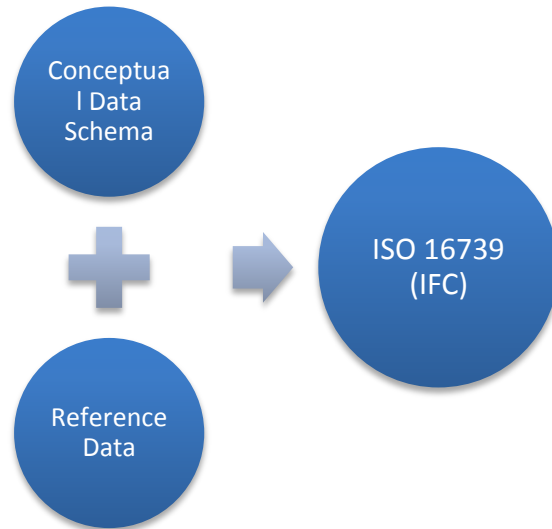 Conceptua
l Data
Schema
ISO 16739
(IFC)
Reference
Data